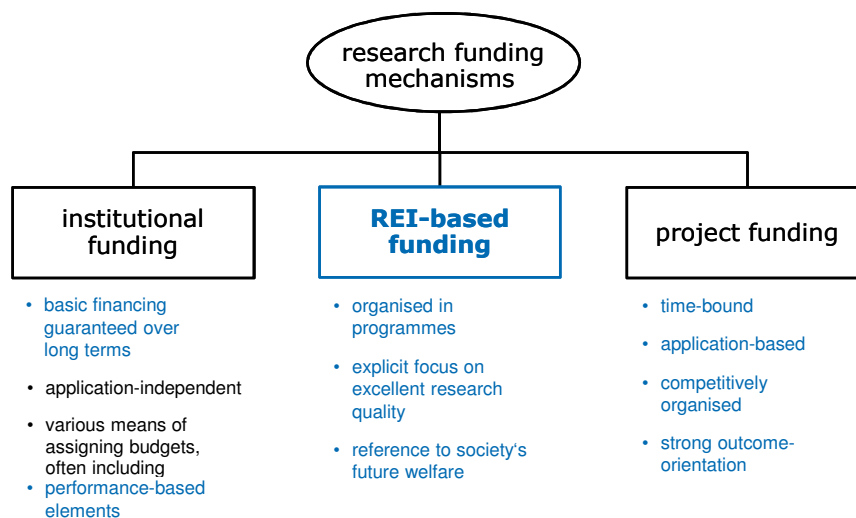 research funding
mechanisms
institutional
funding
REI-based
funding
project funding
• basic financing
guaranteed over
long terms
• application-independent
• various means of
assigning budgets,
often including
• performance-based
elements
• organised in
programmes
• explicit focus on
excellent research
quality
• reference to society‘s
future welfare
• time-bound
• application-based
• competitively
organised
• strong outcome-
orientation